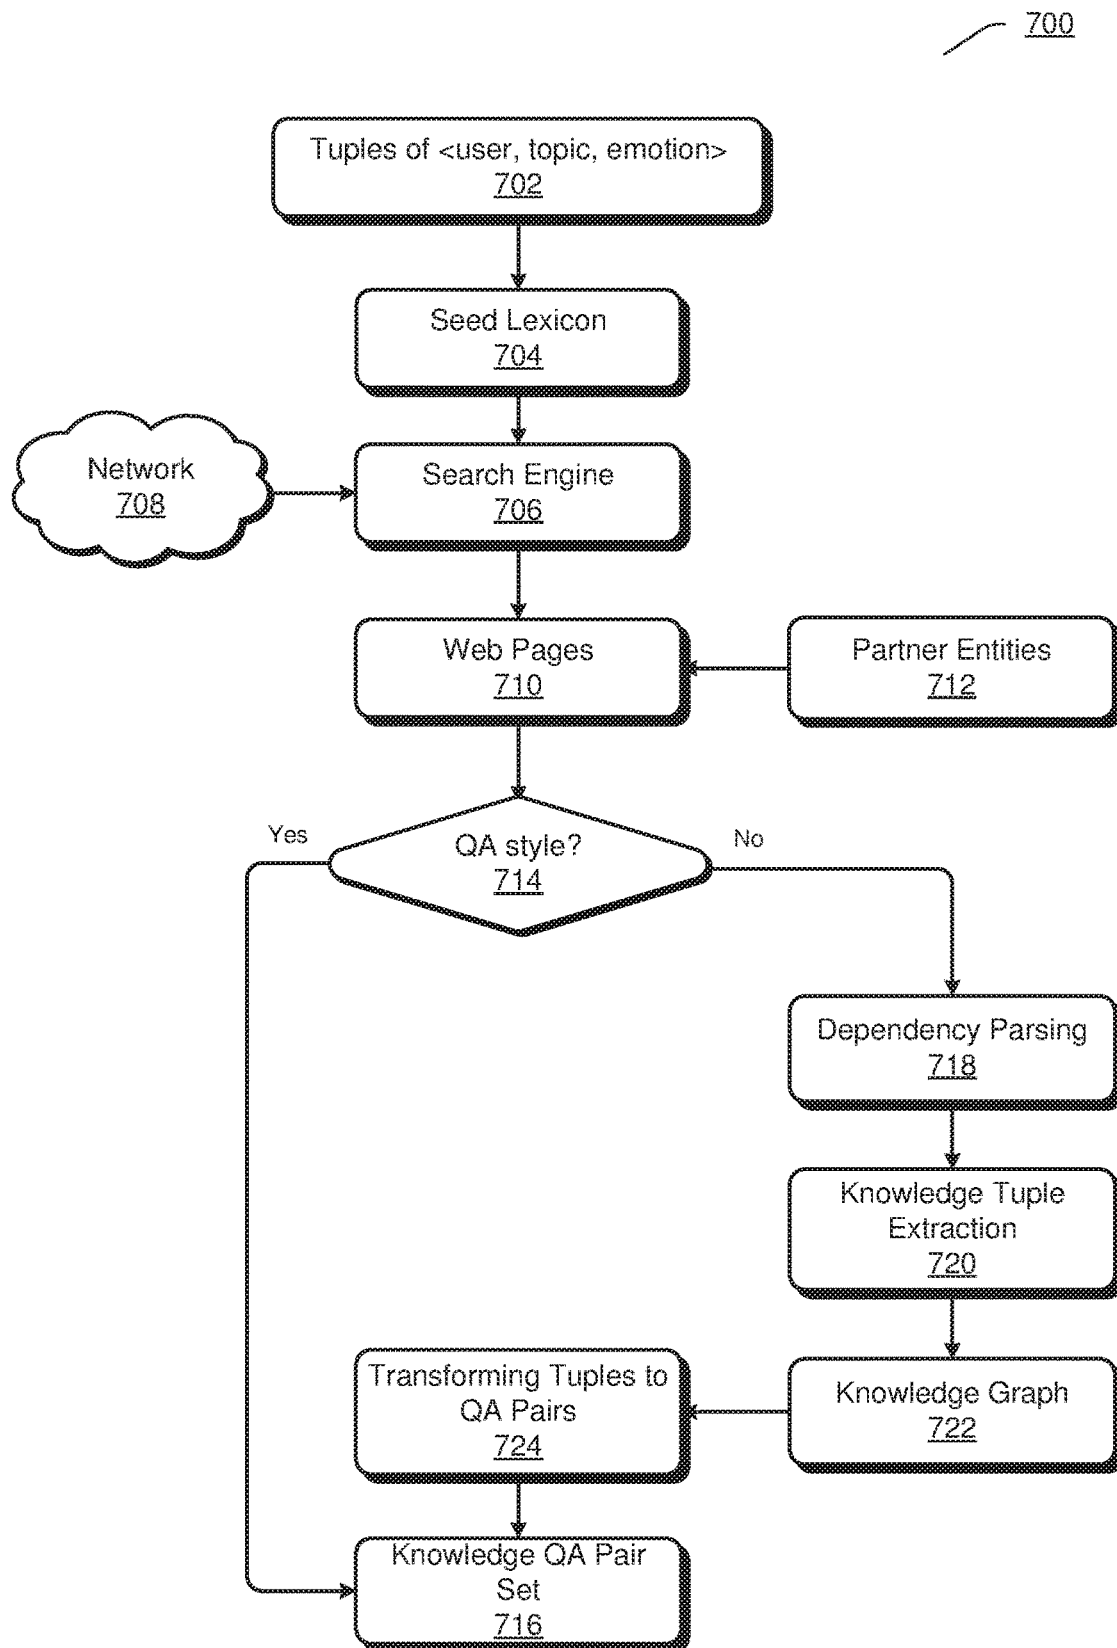 700
Tuples of <user, topic, emotion>
702
Seed Lexicon
704
Network
708
Search Engine
706
Web Pages
710
Partner Entities
712
Yes
QA style?
714
No
Dependency Parsing
718
Knowledge Tuple
Extraction
720
Transforming Tuples to
QA Pairs
724
Knowledge Graph
722
Knowledge QA Pair
Set
716